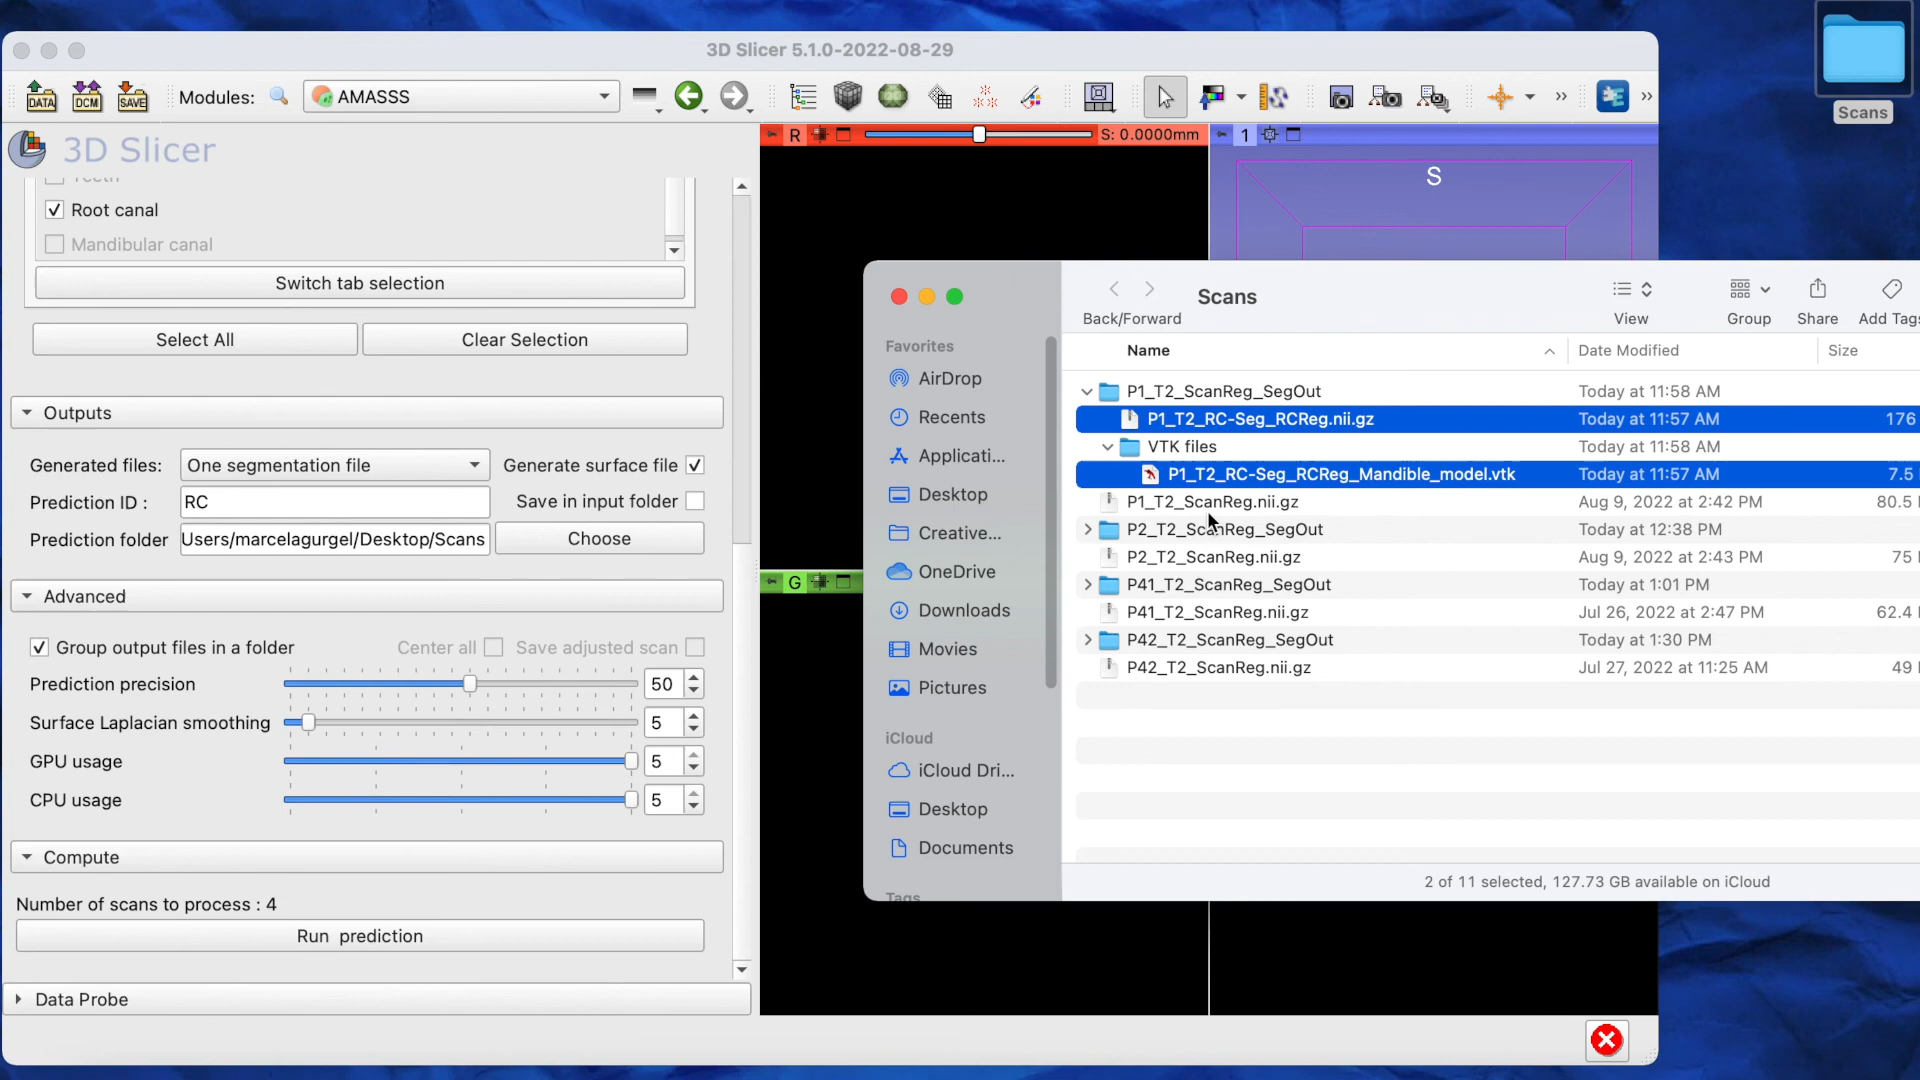 3D Slicer 5.1.0-2022-08-29
DATA DCM SAVE Modules: AMASSS
Scans
3D Slicer
R S: 0.0000mm 1
S
Teeth
Root canal
Mandibular canal
Switch tab selection
Select All Clear Selection
Outputs
Generated files: One segmentation file Generate surface file
Prediction ID : RC Save in input folder
Prediction folder Users/marcelagurgel/Desktop/Scans Choose
Advanced
Group output files in a folder Center all Save adjusted scan
Prediction precision 50
Surface Laplacian smoothing 5
GPU usage 5
CPU usage 5
Compute
Number of scans to process : 4
Run prediction
Data Probe
G
Back/Forward
Scans
View Group Share Add Tags
Favorites
AirDrop
Recents
Applicati...
Desktop
Creative...
OneDrive
Downloads
Movies
Pictures
iCloud
iCloud Dri...
Desktop
Documents
Tags
Name Date Modified Size
P1_T2_ScanReg_SegOut Today at 11:58 AM
P1_T2_RC-Seg_RCReg.nii.gz Today at 11:57 AM 176
VTK files Today at 11:58 AM
P1_T2_RC-Seg_RCReg_Mandible_model.vtk Today at 11:57 AM 7.5
P1_T2_ScanReg.nii.gz Aug 9, 2022 at 2:42 PM 80.5
P2_T2_ScanReg_SegOut Today at 12:38 PM
P2_T2_ScanReg.nii.gz Aug 9, 2022 at 2:43 PM 75
P41_T2_ScanReg_SegOut Today at 1:01 PM
P41_T2_ScanReg.nii.gz Jul 26, 2022 at 2:47 PM 62.4
P42_T2_ScanReg_SegOut Today at 1:30 PM
P42_T2_ScanReg.nii.gz Jul 27, 2022 at 11:25 AM 49
2 of 11 selected, 127.73 GB available on iCloud